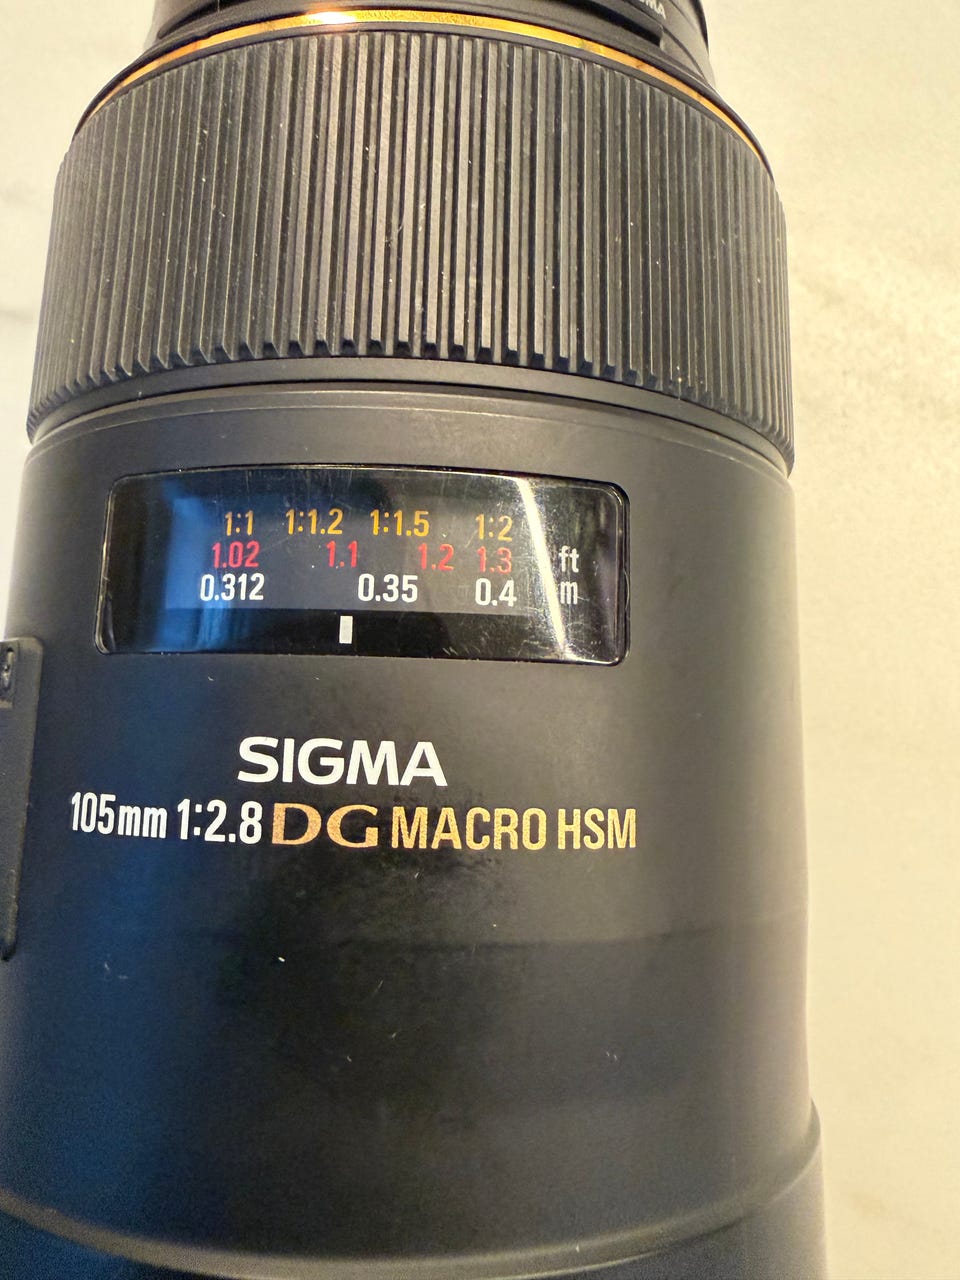 1:1 1:1.2 1:1.5 1:2
1.02 1.1 1.2 1.3 ft
0.312 0.35 0.4 m
SIGMA
105mm 1:2.8 DG MACRO HSM